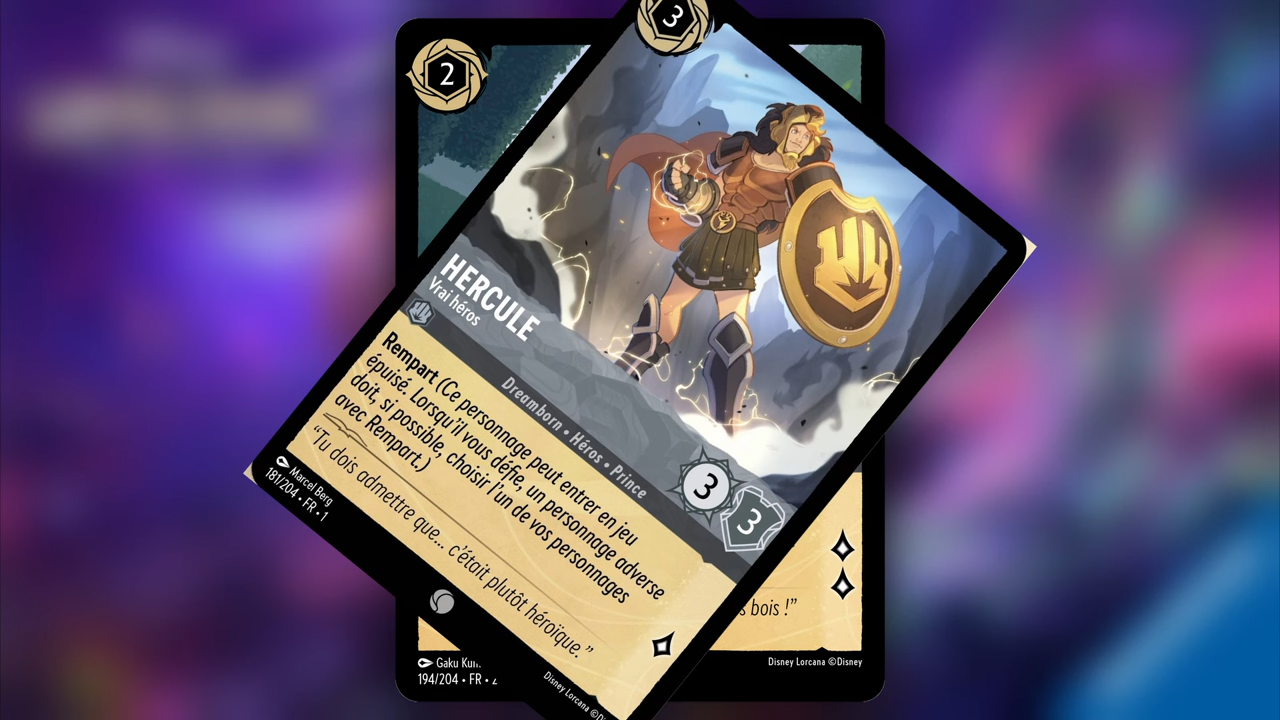 3
HERCULE
Vrai héros
Dreamborn • Héros • Prince
Rempart (Ce personnage peut entrer en jeu
épuisé. Lorsqu'il vous défie, un personnage adverse
doit, si possible, choisir l'un de vos personnages
avec Rempart.)
“Tu dois admettre que... c'était plutôt héroïque.”
3
3
Marcel Berg
181/204 • FR • 1
Disney Lorcana ©D
2
s bois !”
Gaku
194/204 • FR •
Disney Lorcana ©Disney